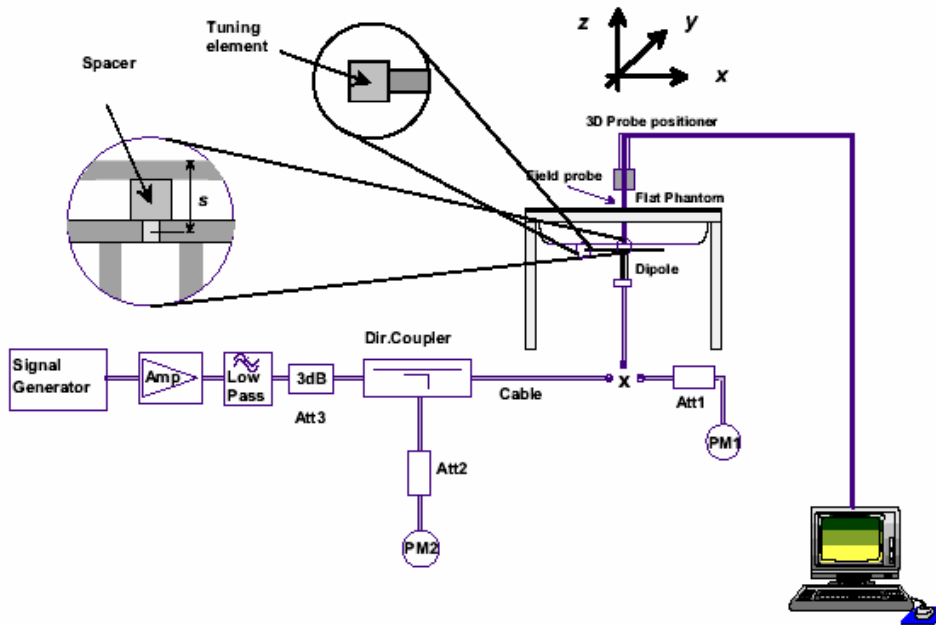 Tuning
element
z
y
x
Spacer
3D Probe positioner
s
Field probe
Flat Phantom
Dipole
Dir.Coupler
Signal
Generator
Amp
Low
Pass
3dB
Cable
x
Att3
Att1
PM1
Att2
PM2